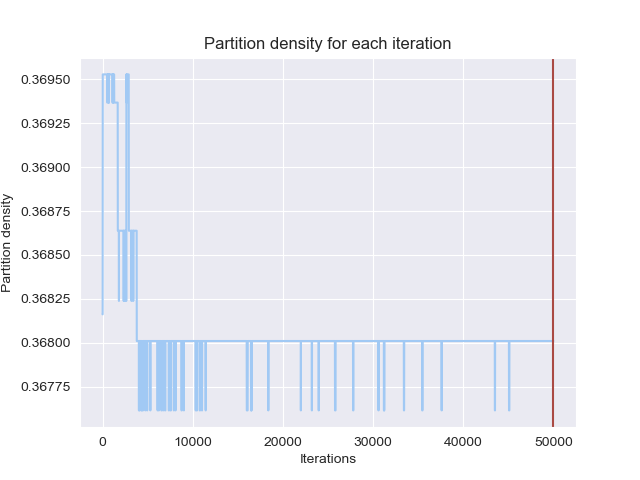 Partition density for each iteration
0.36950
0.36925
0.36900
0.36875
0.36850
0.36825
0.36800
0.36775
Partition density
0 10000 20000 30000 40000 50000
Iterations